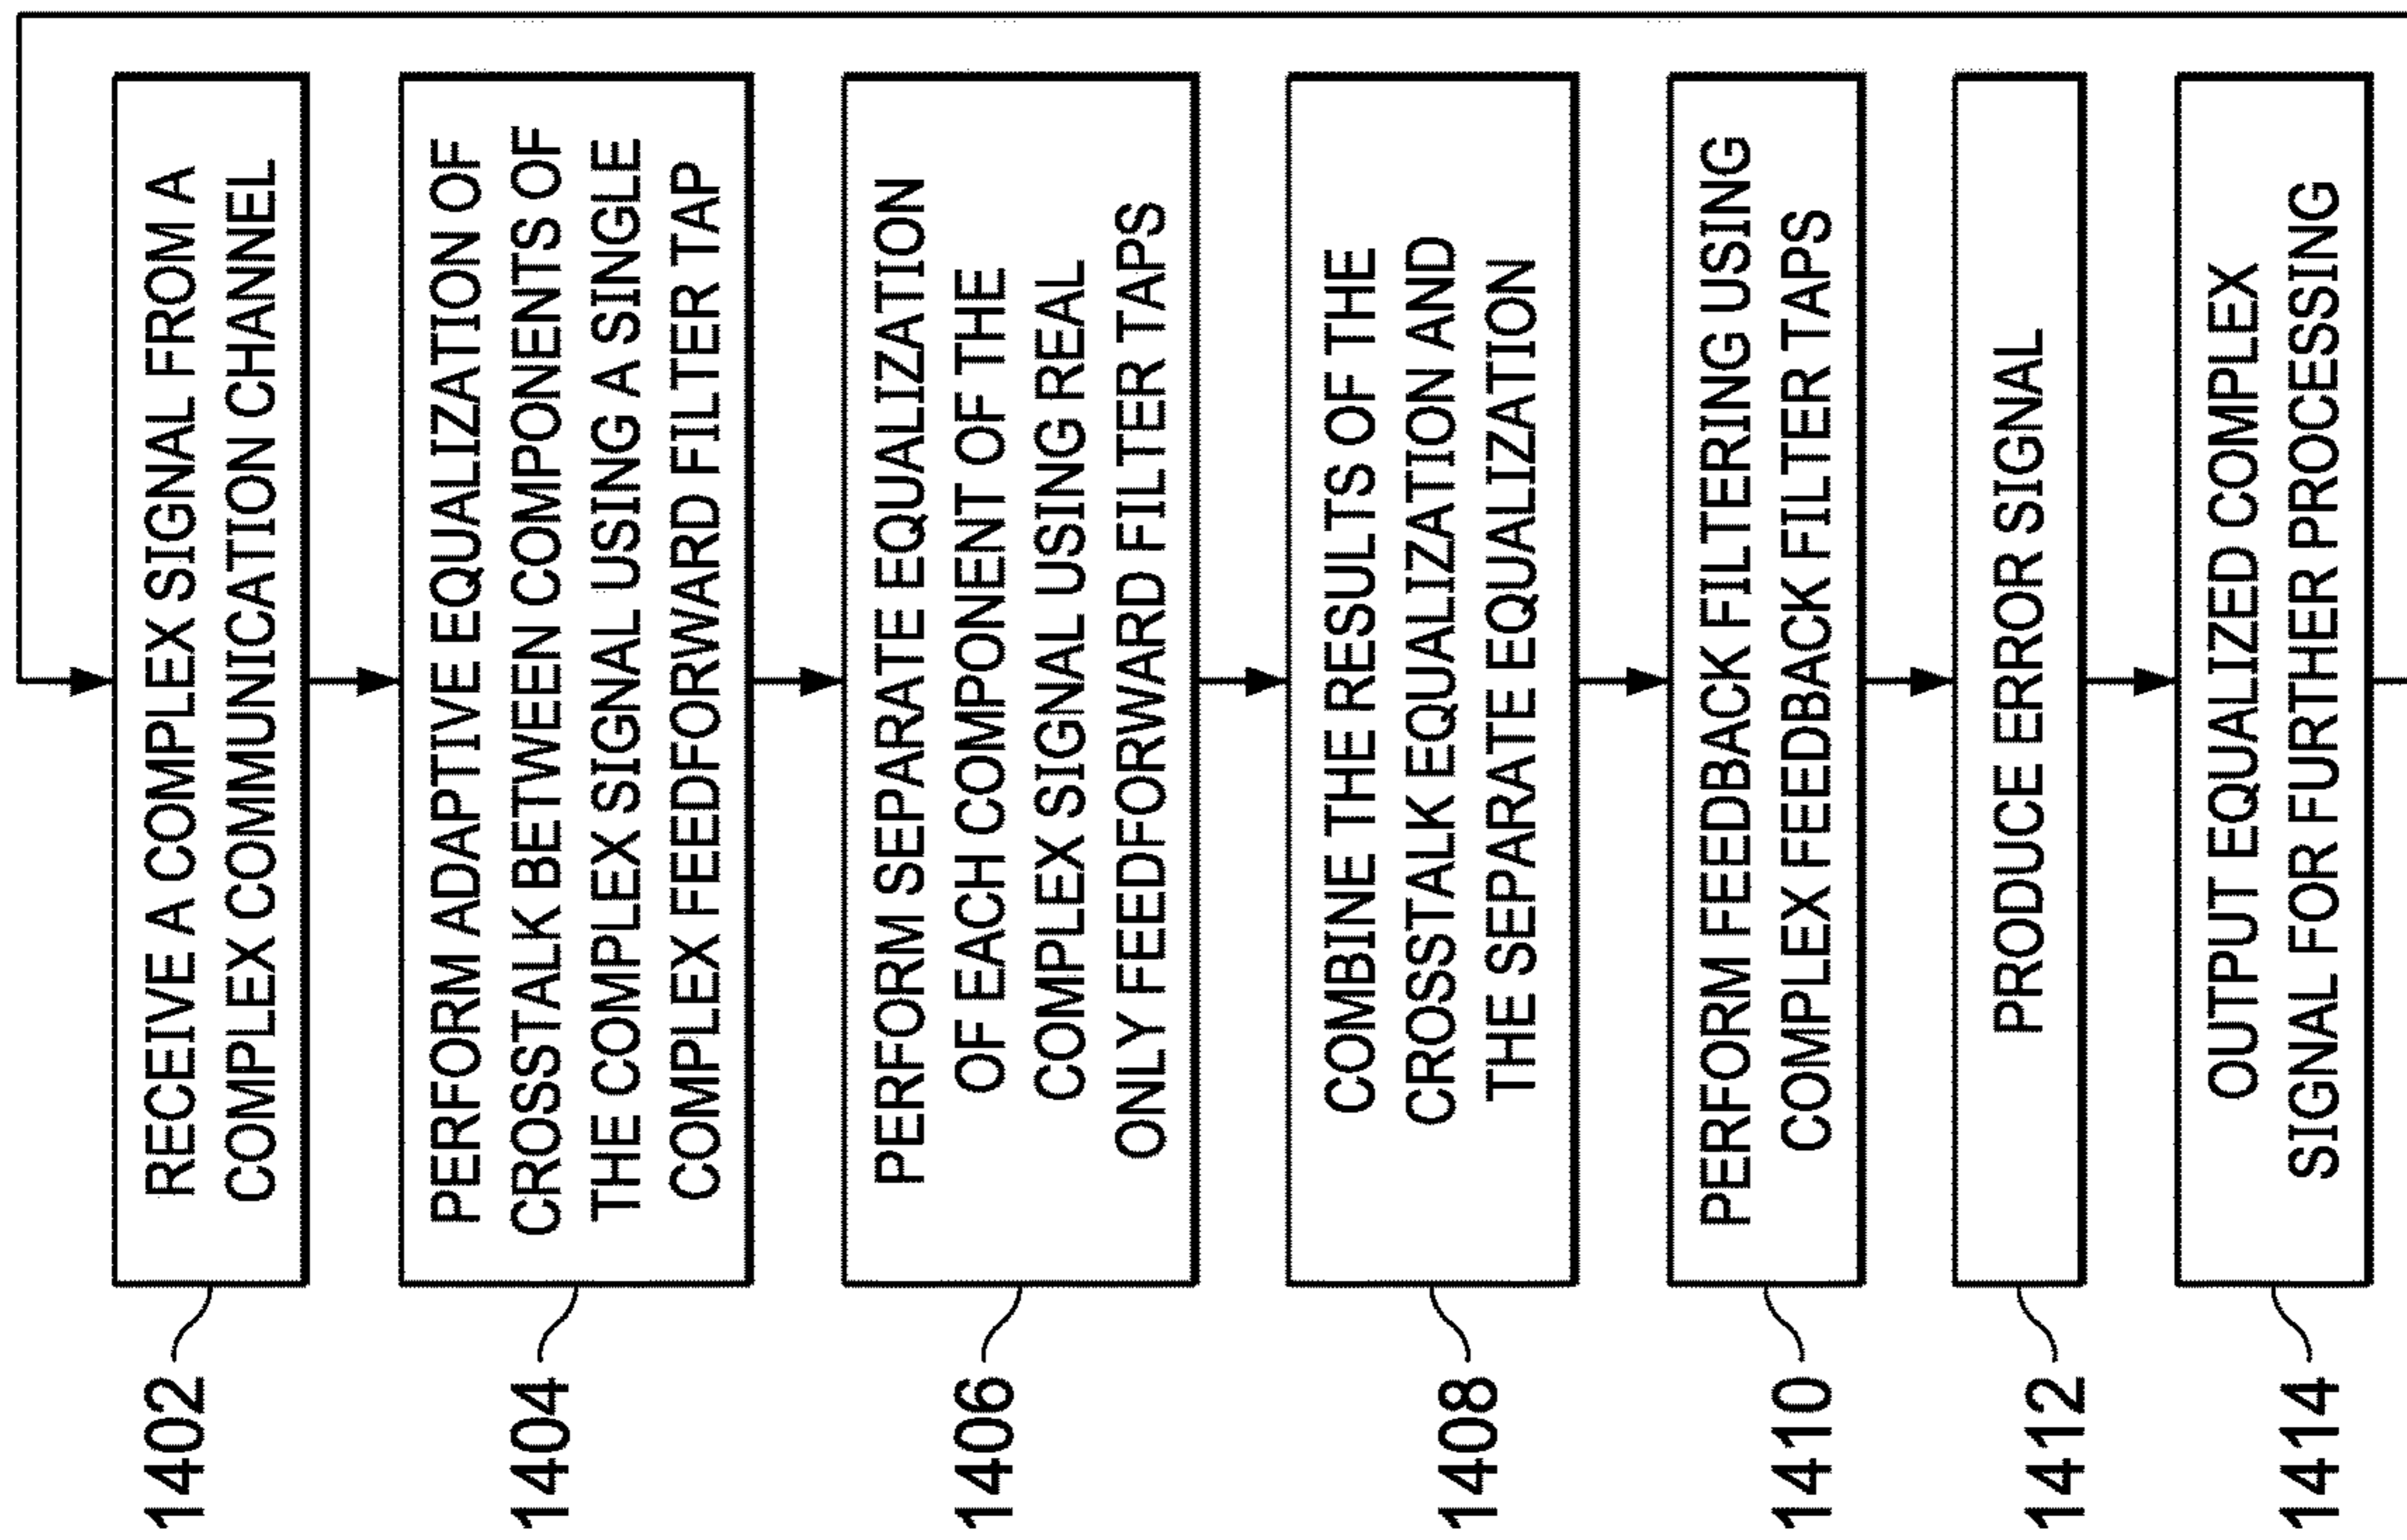 1402
RECEIVE A COMPLEX SIGNAL FROM A
COMPLEX COMMUNICATION CHANNEL
1404
PERFORM ADAPTIVE EQUALIZATION OF
CROSSTALK BETWEEN COMPONENTS OF
THE COMPLEX SIGNAL USING A SINGLE
COMPLEX FEEDFORWARD FILTER TAP
1406
PERFORM SEPARATE EQUALIZATION
OF EACH COMPONENT OF THE
COMPLEX SIGNAL USING REAL
ONLY FEEDFORWARD FILTER TAPS
1408
COMBINE THE RESULTS OF THE
CROSSTALK EQUALIZATION AND
THE SEPARATE EQUALIZATION
1410
PERFORM FEEDBACK FILTERING USING
COMPLEX FEEDBACK FILTER TAPS
1412
PRODUCE ERROR SIGNAL
1414
OUTPUT EQUALIZED COMPLEX
SIGNAL FOR FURTHER PROCESSING